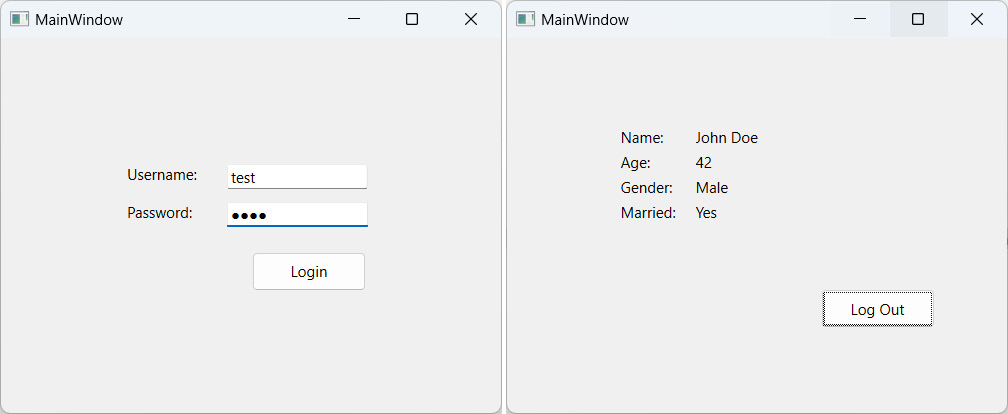 MainWindow
Username: test
Password: ●●●●
Login
MainWindow
Name: John Doe
Age: 42
Gender: Male
Married: Yes
Log Out